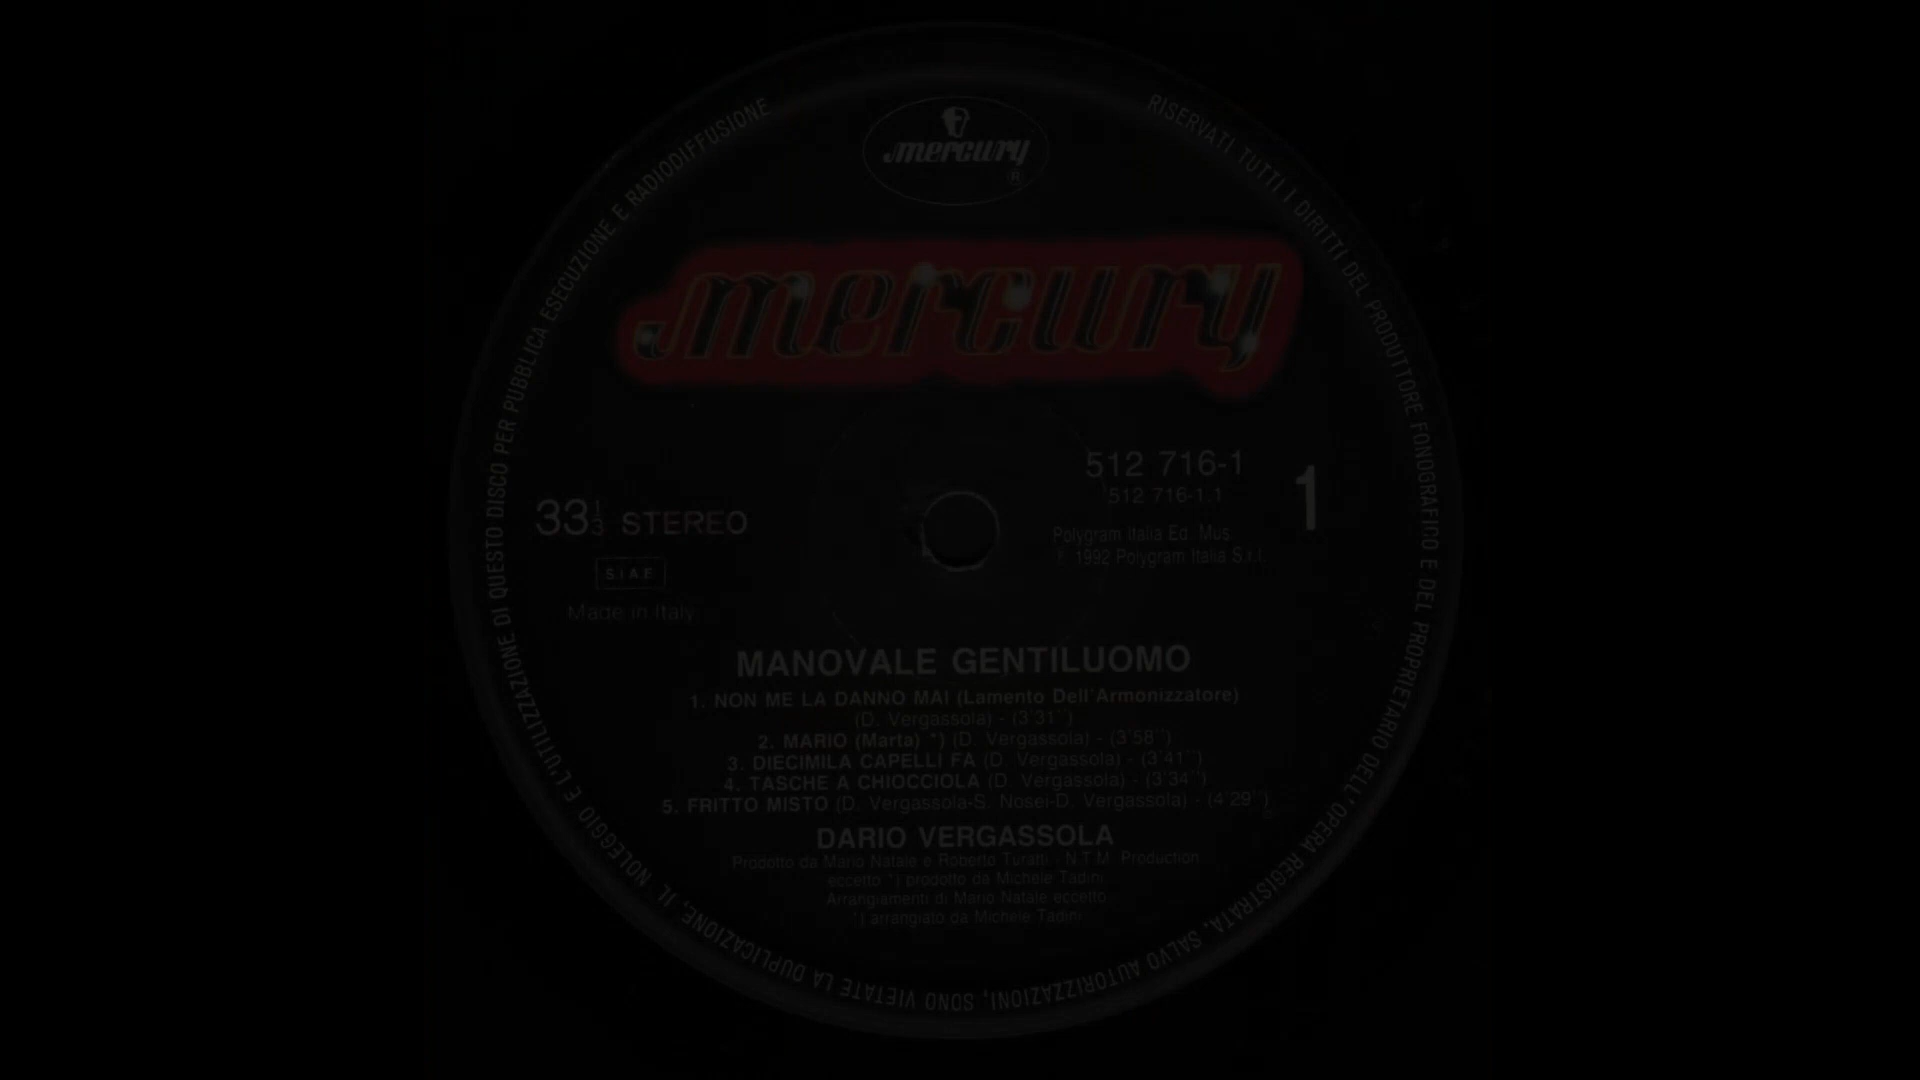 mercury
®
mercury
RISERVATI TUTTI I DIRITTI DEL PRODUTTORE FONOGRAFICO E DEL PROPRIETARIO DELL'OPERA REGISTRATA. SALVO AUTORIZZAZIONI, SONO VIETATE LA DUPLICAZIONE, IL NOLEGGIO E L'UTILIZZAZIONE DI QUESTO DISCO PER PUBBLICA ESECUZIONE E RADIODIFFUSIONE
512 716-1
512 716-1.1
1
33 1/3 STEREO
Polygram Italia Ed. Mus.
℗ 1992 Polygram Italia S.r.l.
S.I.A.E.
Made in Italy
MANOVALE GENTILUOMO
1. NON ME LA DANNO MAI (Lamento Dell'Armonizzatore)
(D. Vergassola) - (3'31'')
2. MARIO (Marta) *) (D. Vergassola) - (3'58'')
3. DIECIMILA CAPELLI FA (D. Vergassola) - (3'41'')
4. TASCHE A CHIOCCIOLA (D. Vergassola) - (3'34'')
5. FRITTO MISTO (D. Vergassola-S. Nosei-D. Vergassola) - (4'29'')
DARIO VERGASSOLA
Prodotto da Mario Natale e Roberto Turatti - N.T.M. Production
eccetto *) prodotto da Michele Tadini
Arrangiamenti di Mario Natale eccetto
*) arrangiato da Michele Tadini